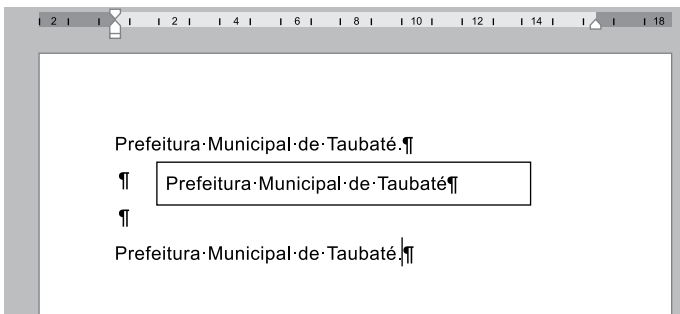 2 2 4 6 8 10 12 14 18
Prefeitura·Municipal·de·Taubaté.¶
¶
Prefeitura·Municipal·de·Taubaté¶
¶
Prefeitura·Municipal·de·Taubaté.¶